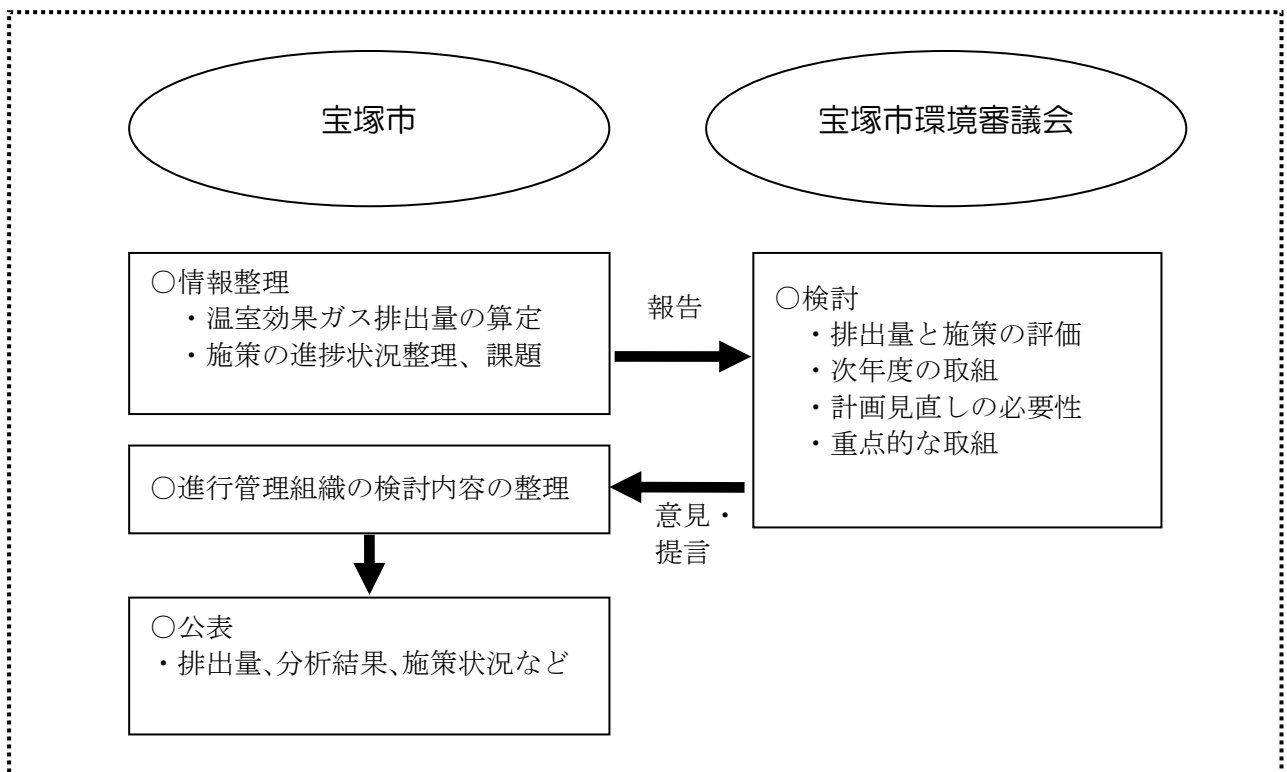 宝塚市
宝塚市環境審議会
○情報整理
・温室効果ガス排出量の算定
・施策の進捗状況整理、課題
報告
○検討
・排出量と施策の評価
・次年度の取組
・計画見直しの必要性
・重点的な取組
○進行管理組織の検討内容の整理
意見・
提言
○公表
・排出量、分析結果、施策状況など